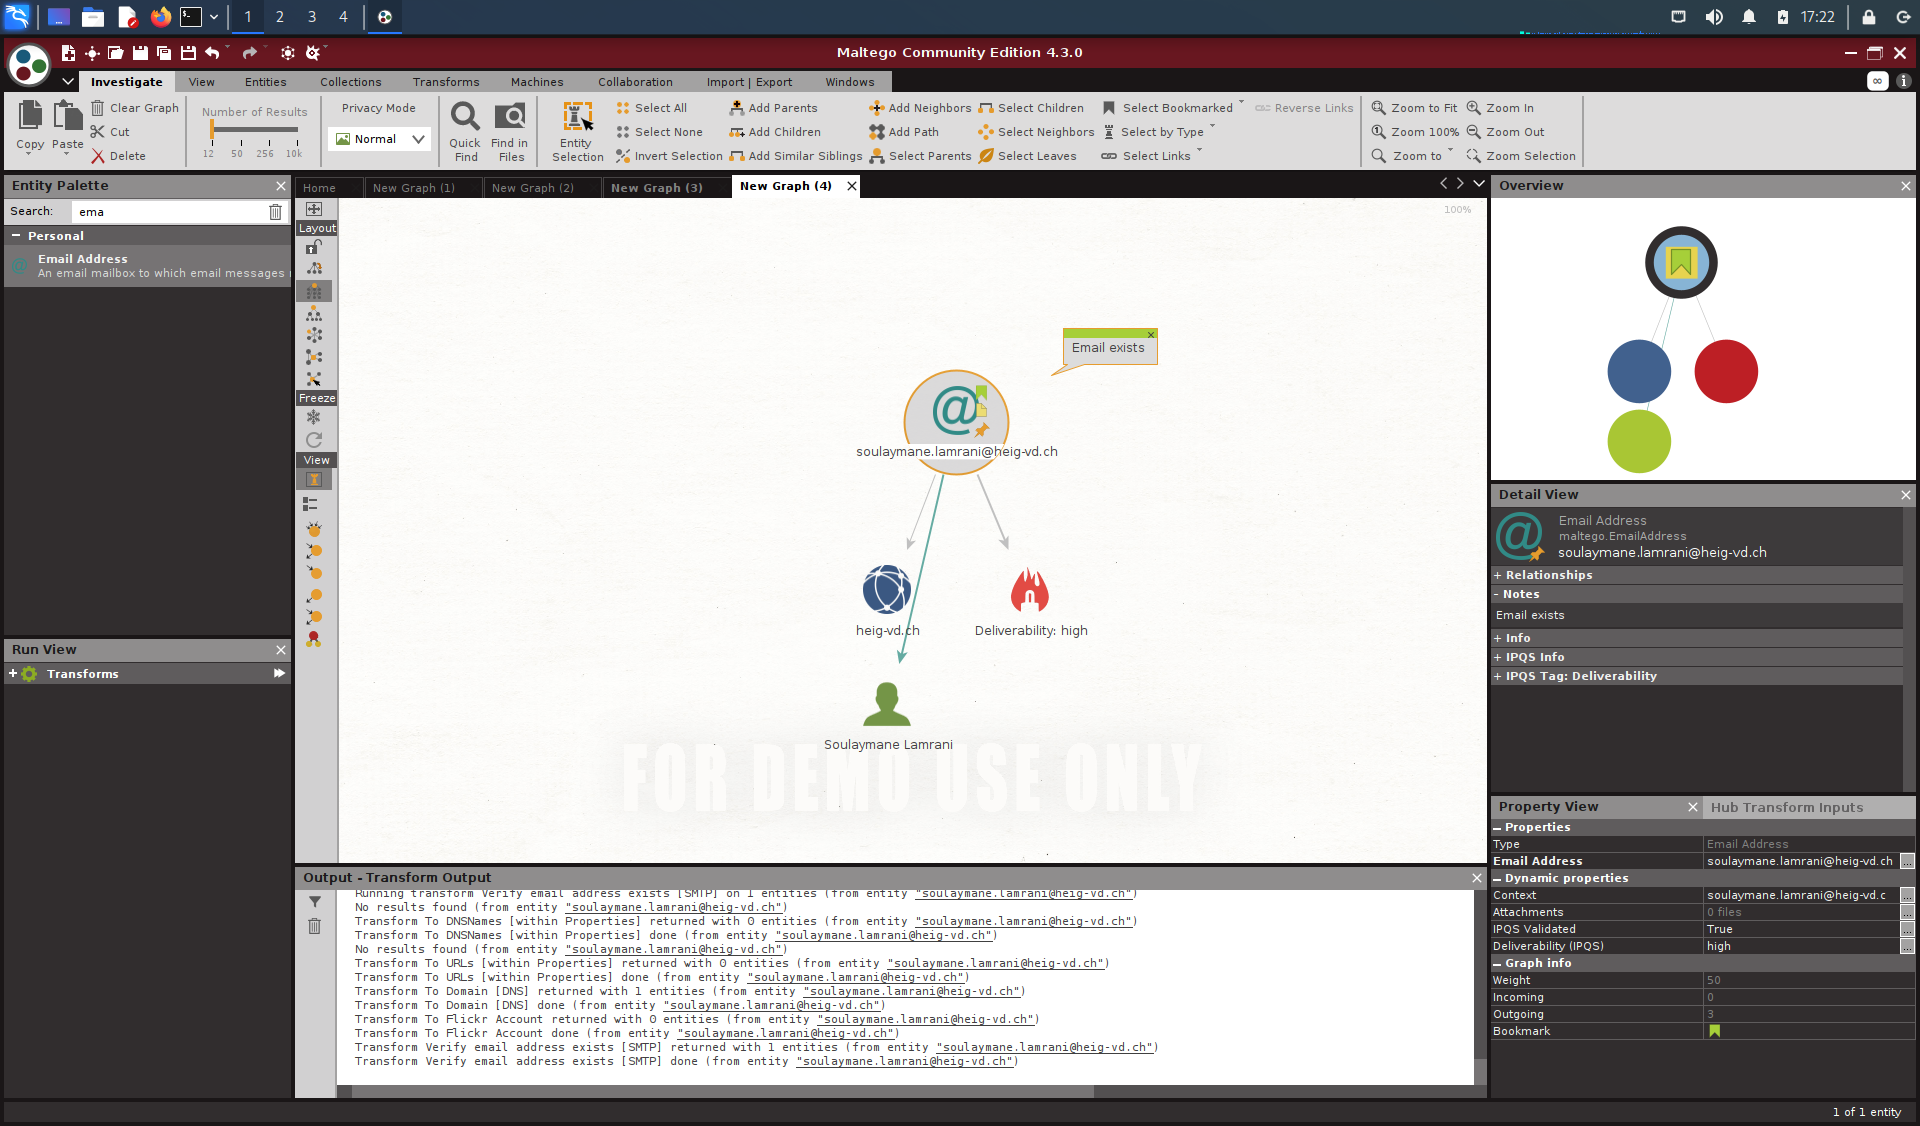 1 2 3 4
17:22
Maltego Community Edition 4.3.0
Investigate View Entities Collections Transforms Machines Collaboration Import | Export Windows
Copy
Paste
Clear Graph
Cut
Delete
Number of Results
12 50 256 10k
Privacy Mode
Normal
Quick
Find
Find in
Files
Entity
Selection
Select All
Select None
Invert Selection
Add Parents
Add Children
Add Similar Siblings
Add Neighbors
Add Path
Select Parents
Select Children
Select Neighbors
Select Leaves
Select Bookmarked
Select by Type
Select Links
Reverse Links
Zoom to Fit
Zoom 100%
Zoom to
Zoom In
Zoom Out
Zoom Selection
Entity Palette
Search: ema
Personal
Email Address
An email mailbox to which email messages
Run View
+ Transforms
Home New Graph (1) New Graph (2) New Graph (3) New Graph (4)
Layout
Freeze
View
100%
Email exists
soulaymane.lamrani@heig-vd.ch
heig-vd.ch
Deliverability: high
Soulaymane Lamrani
FOR DEMO USE ONLY
Output - Transform Output
Running transform Verify email address exists [SMTP] on 1 entities (from entity "soulaymane.lamrani@heig-vd.ch")
No results found (from entity "soulaymane.lamrani@heig-vd.ch")
Transform To DNSNames [within Properties] returned with 0 entities (from entity "soulaymane.lamrani@heig-vd.ch")
Transform To DNSNames [within Properties] done (from entity "soulaymane.lamrani@heig-vd.ch")
No results found (from entity "soulaymane.lamrani@heig-vd.ch")
Transform To URLs [within Properties] returned with 0 entities (from entity "soulaymane.lamrani@heig-vd.ch")
Transform To URLs [within Properties] done (from entity "soulaymane.lamrani@heig-vd.ch")
Transform To Domain [DNS] returned with 1 entities (from entity "soulaymane.lamrani@heig-vd.ch")
Transform To Domain [DNS] done (from entity "soulaymane.lamrani@heig-vd.ch")
Transform To Flickr Account returned with 0 entities (from entity "soulaymane.lamrani@heig-vd.ch")
Transform To Flickr Account done (from entity "soulaymane.lamrani@heig-vd.ch")
Transform Verify email address exists [SMTP] returned with 1 entities (from entity "soulaymane.lamrani@heig-vd.ch")
Transform Verify email address exists [SMTP] done (from entity "soulaymane.lamrani@heig-vd.ch")
Overview
Detail View
Email Address
maltego.EmailAddress
soulaymane.lamrani@heig-vd.ch
+ Relationships
- Notes
Email exists
+ Info
+ IPQS Info
+ IPQS Tag: Deliverability
Property View Hub Transform Inputs
Properties
Type Email Address
Email Address soulaymane.lamrani@heig-vd.ch ...
Dynamic properties
Context soulaymane.lamrani@heig-vd.c ...
Attachments 0 files ...
IPQS Validated True ...
Deliverability (IPQS) high ...
Graph info
Weight 50
Incoming 0
Outgoing 3
Bookmark
1 of 1 entity